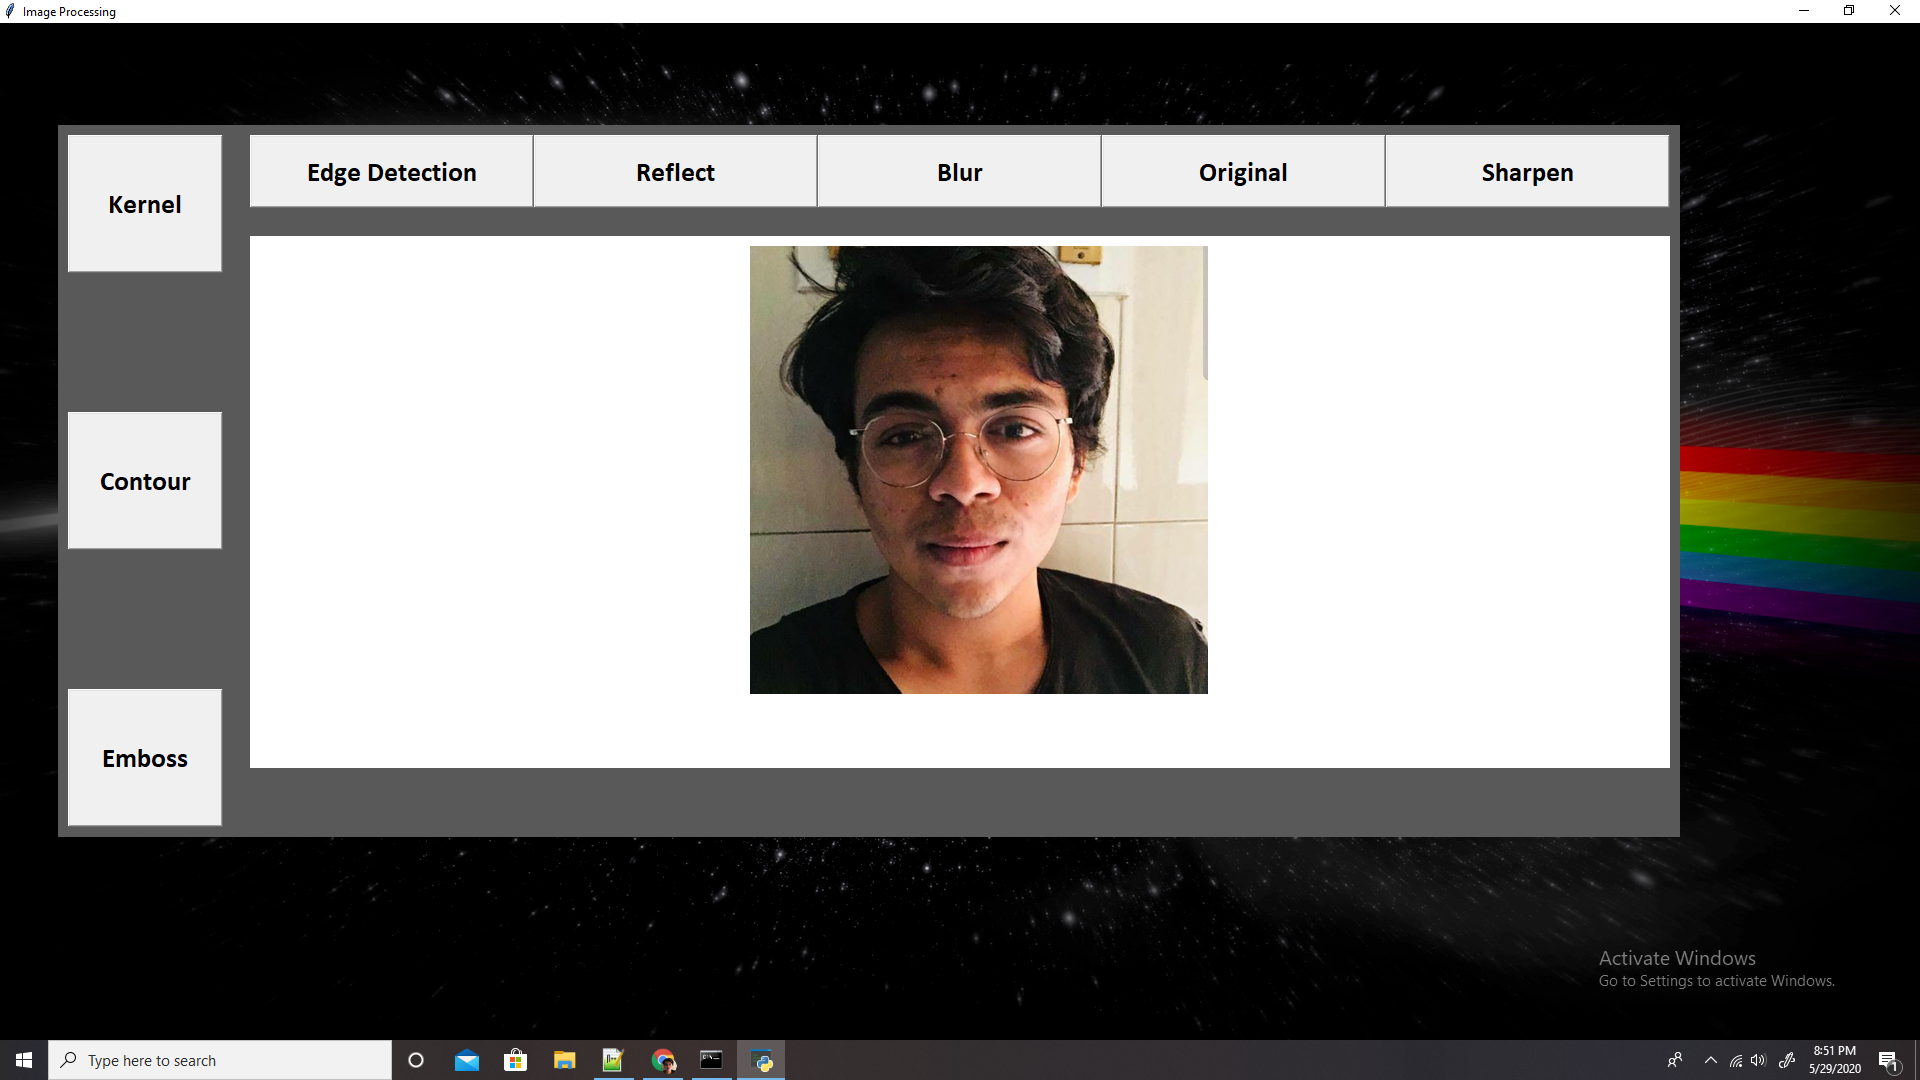 Image Processing
Kernel
Edge Detection
Reflect
Blur
Original
Sharpen
Contour
Emboss
Activate Windows
Go to Settings to activate Windows.
Type here to search
8:51 PM
5/29/2020
1